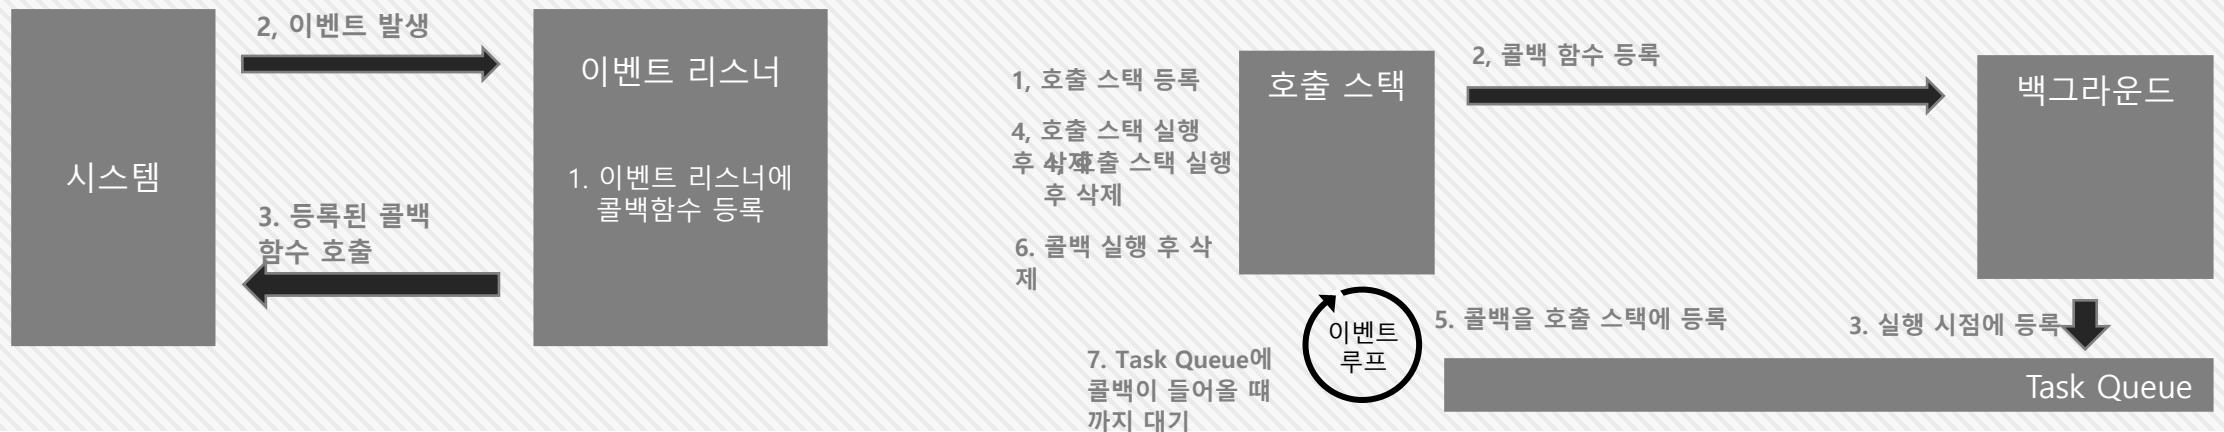 2, 이벤트 발생
이벤트 리스너
시스템
1. 이벤트 리스너에
콜백함수 등록
3. 등록된 콜백
함수 호출
1, 호출 스택 등록
4, 호출 스택 실행
후 삭제
4, 호출 스택 실행
후 삭제
6. 콜백 실행 후 삭
제
호출 스택
2, 콜백 함수 등록
백그라운드
이벤트
루프
5. 콜백을 호출 스택에 등록
3. 실행 시점에 등록
7. Task Queue에
콜백이 들어올 떄
까지 대기
Task Queue